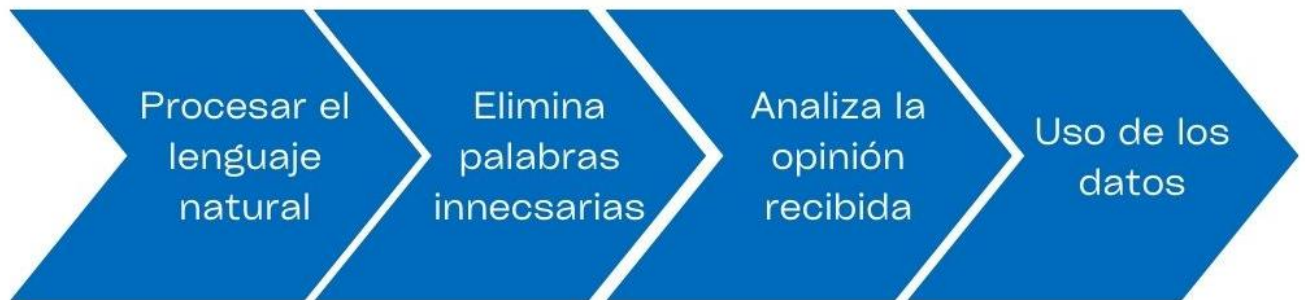 Procesar el
lenguaje
natural
Elimina
palabras
innecsarias
Analiza la
opinión
recibida
Uso de los
datos